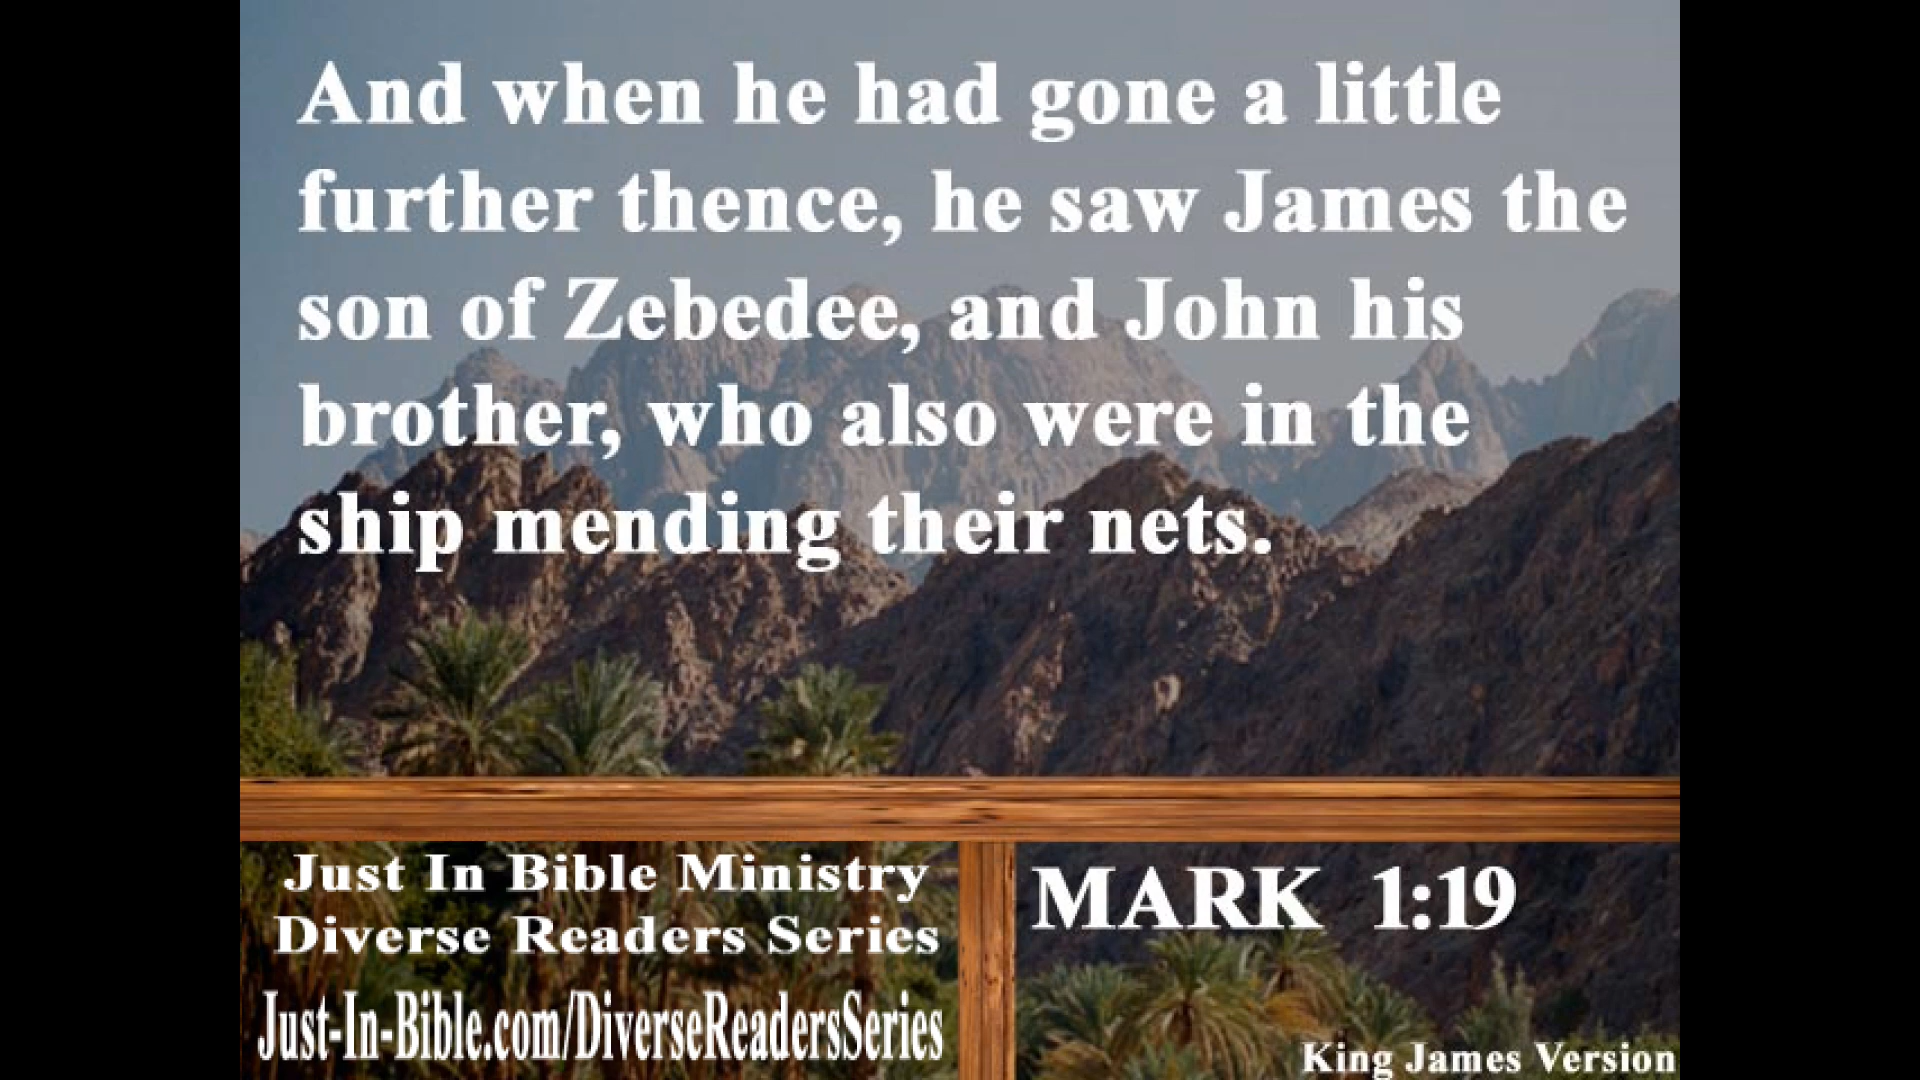 And when he had gone a little
further thence, he saw James the
son of Zebedee, and John his
brother, who also were in the
ship mending their nets.
Just In Bible Ministry
Diverse Readers Series
Just-In-Bible.com/DiverseReadersSeries
MARK 1:19
King James Version